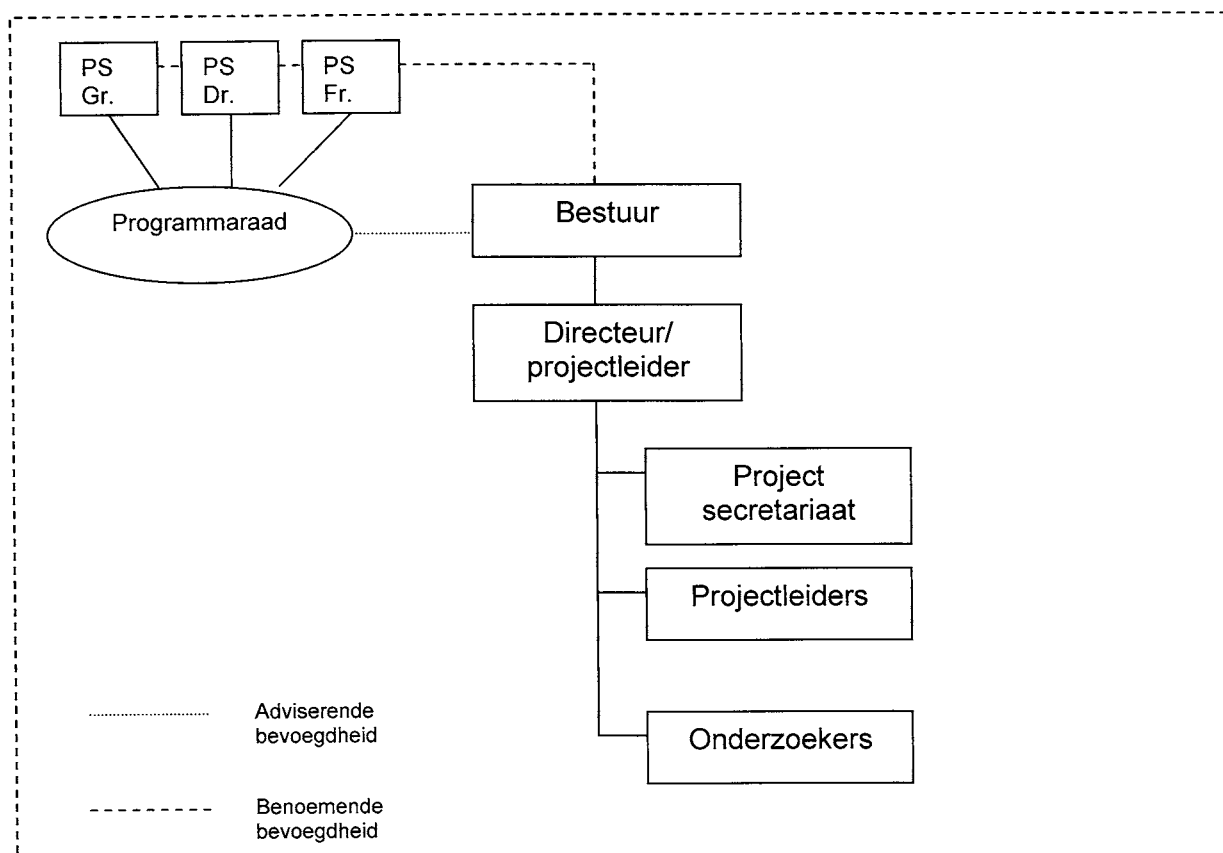 PS
Gr.
PS
Dr.
PS
Fr.
Programmaraad
Bestuur
Directeur/
projectleider
Project
secretariaat
Projectleiders
Onderzoekers
Adviserende
bevoegdheid
Benoemende
bevoegdheid